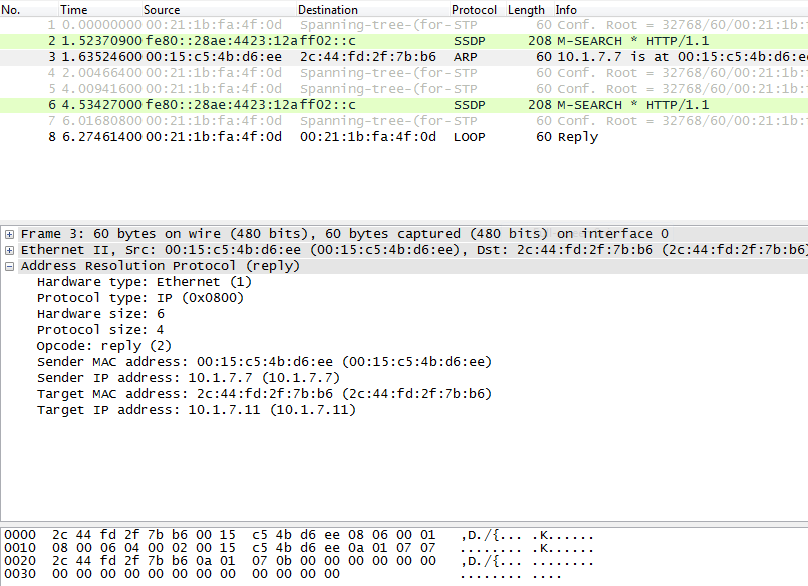 No. Time Source Destination Protocol Length Info
1 0.00000000 00:21:1b:fa:4f:0d Spanning-tree-(for- STP 60 Conf. Root = 32768/60/00:21:1b:
2 1.52370900 fe80::28ae:4423:12a ff02::c SSDP 208 M-SEARCH * HTTP/1.1
3 1.63524600 00:15:c5:4b:d6:ee 2c:44:fd:2f:7b:b6 ARP 60 10.1.7.7 is at 00:15:c5:4b:d6:ee
4 2.00466400 00:21:1b:fa:4f:0d Spanning-tree-(for- STP 60 Conf. Root = 32768/60/00:21:1b:
5 4.00941600 00:21:1b:fa:4f:0d Spanning-tree-(for- STP 60 Conf. Root = 32768/60/00:21:1b:
6 4.53427000 fe80::28ae:4423:12a ff02::c SSDP 208 M-SEARCH * HTTP/1.1
7 6.01680800 00:21:1b:fa:4f:0d Spanning-tree-(for- STP 60 Conf. Root = 32768/60/00:21:1b:
8 6.27461400 00:21:1b:fa:4f:0d 00:21:1b:fa:4f:0d LOOP 60 Reply
Frame 3: 60 bytes on wire (480 bits), 60 bytes captured (480 bits) on interface 0
Ethernet II, Src: 00:15:c5:4b:d6:ee (00:15:c5:4b:d6:ee), Dst: 2c:44:fd:2f:7b:b6 (2c:44:fd:2f:7b:b6)
Address Resolution Protocol (reply)
Hardware type: Ethernet (1)
Protocol type: IP (0x0800)
Hardware size: 6
Protocol size: 4
Opcode: reply (2)
Sender MAC address: 00:15:c5:4b:d6:ee (00:15:c5:4b:d6:ee)
Sender IP address: 10.1.7.7 (10.1.7.7)
Target MAC address: 2c:44:fd:2f:7b:b6 (2c:44:fd:2f:7b:b6)
Target IP address: 10.1.7.11 (10.1.7.11)
0000 2c 44 fd 2f 7b b6 00 15 c5 4b d6 ee 08 06 00 01 ,D./{... .K......
0010 08 00 06 04 00 02 00 15 c5 4b d6 ee 0a 01 07 07 ........ .K......
0020 2c 44 fd 2f 7b b6 0a 01 07 0b 00 00 00 00 00 00 ,D./{... ........
0030 00 00 00 00 00 00 00 00 00 00 00 00 ........ ....